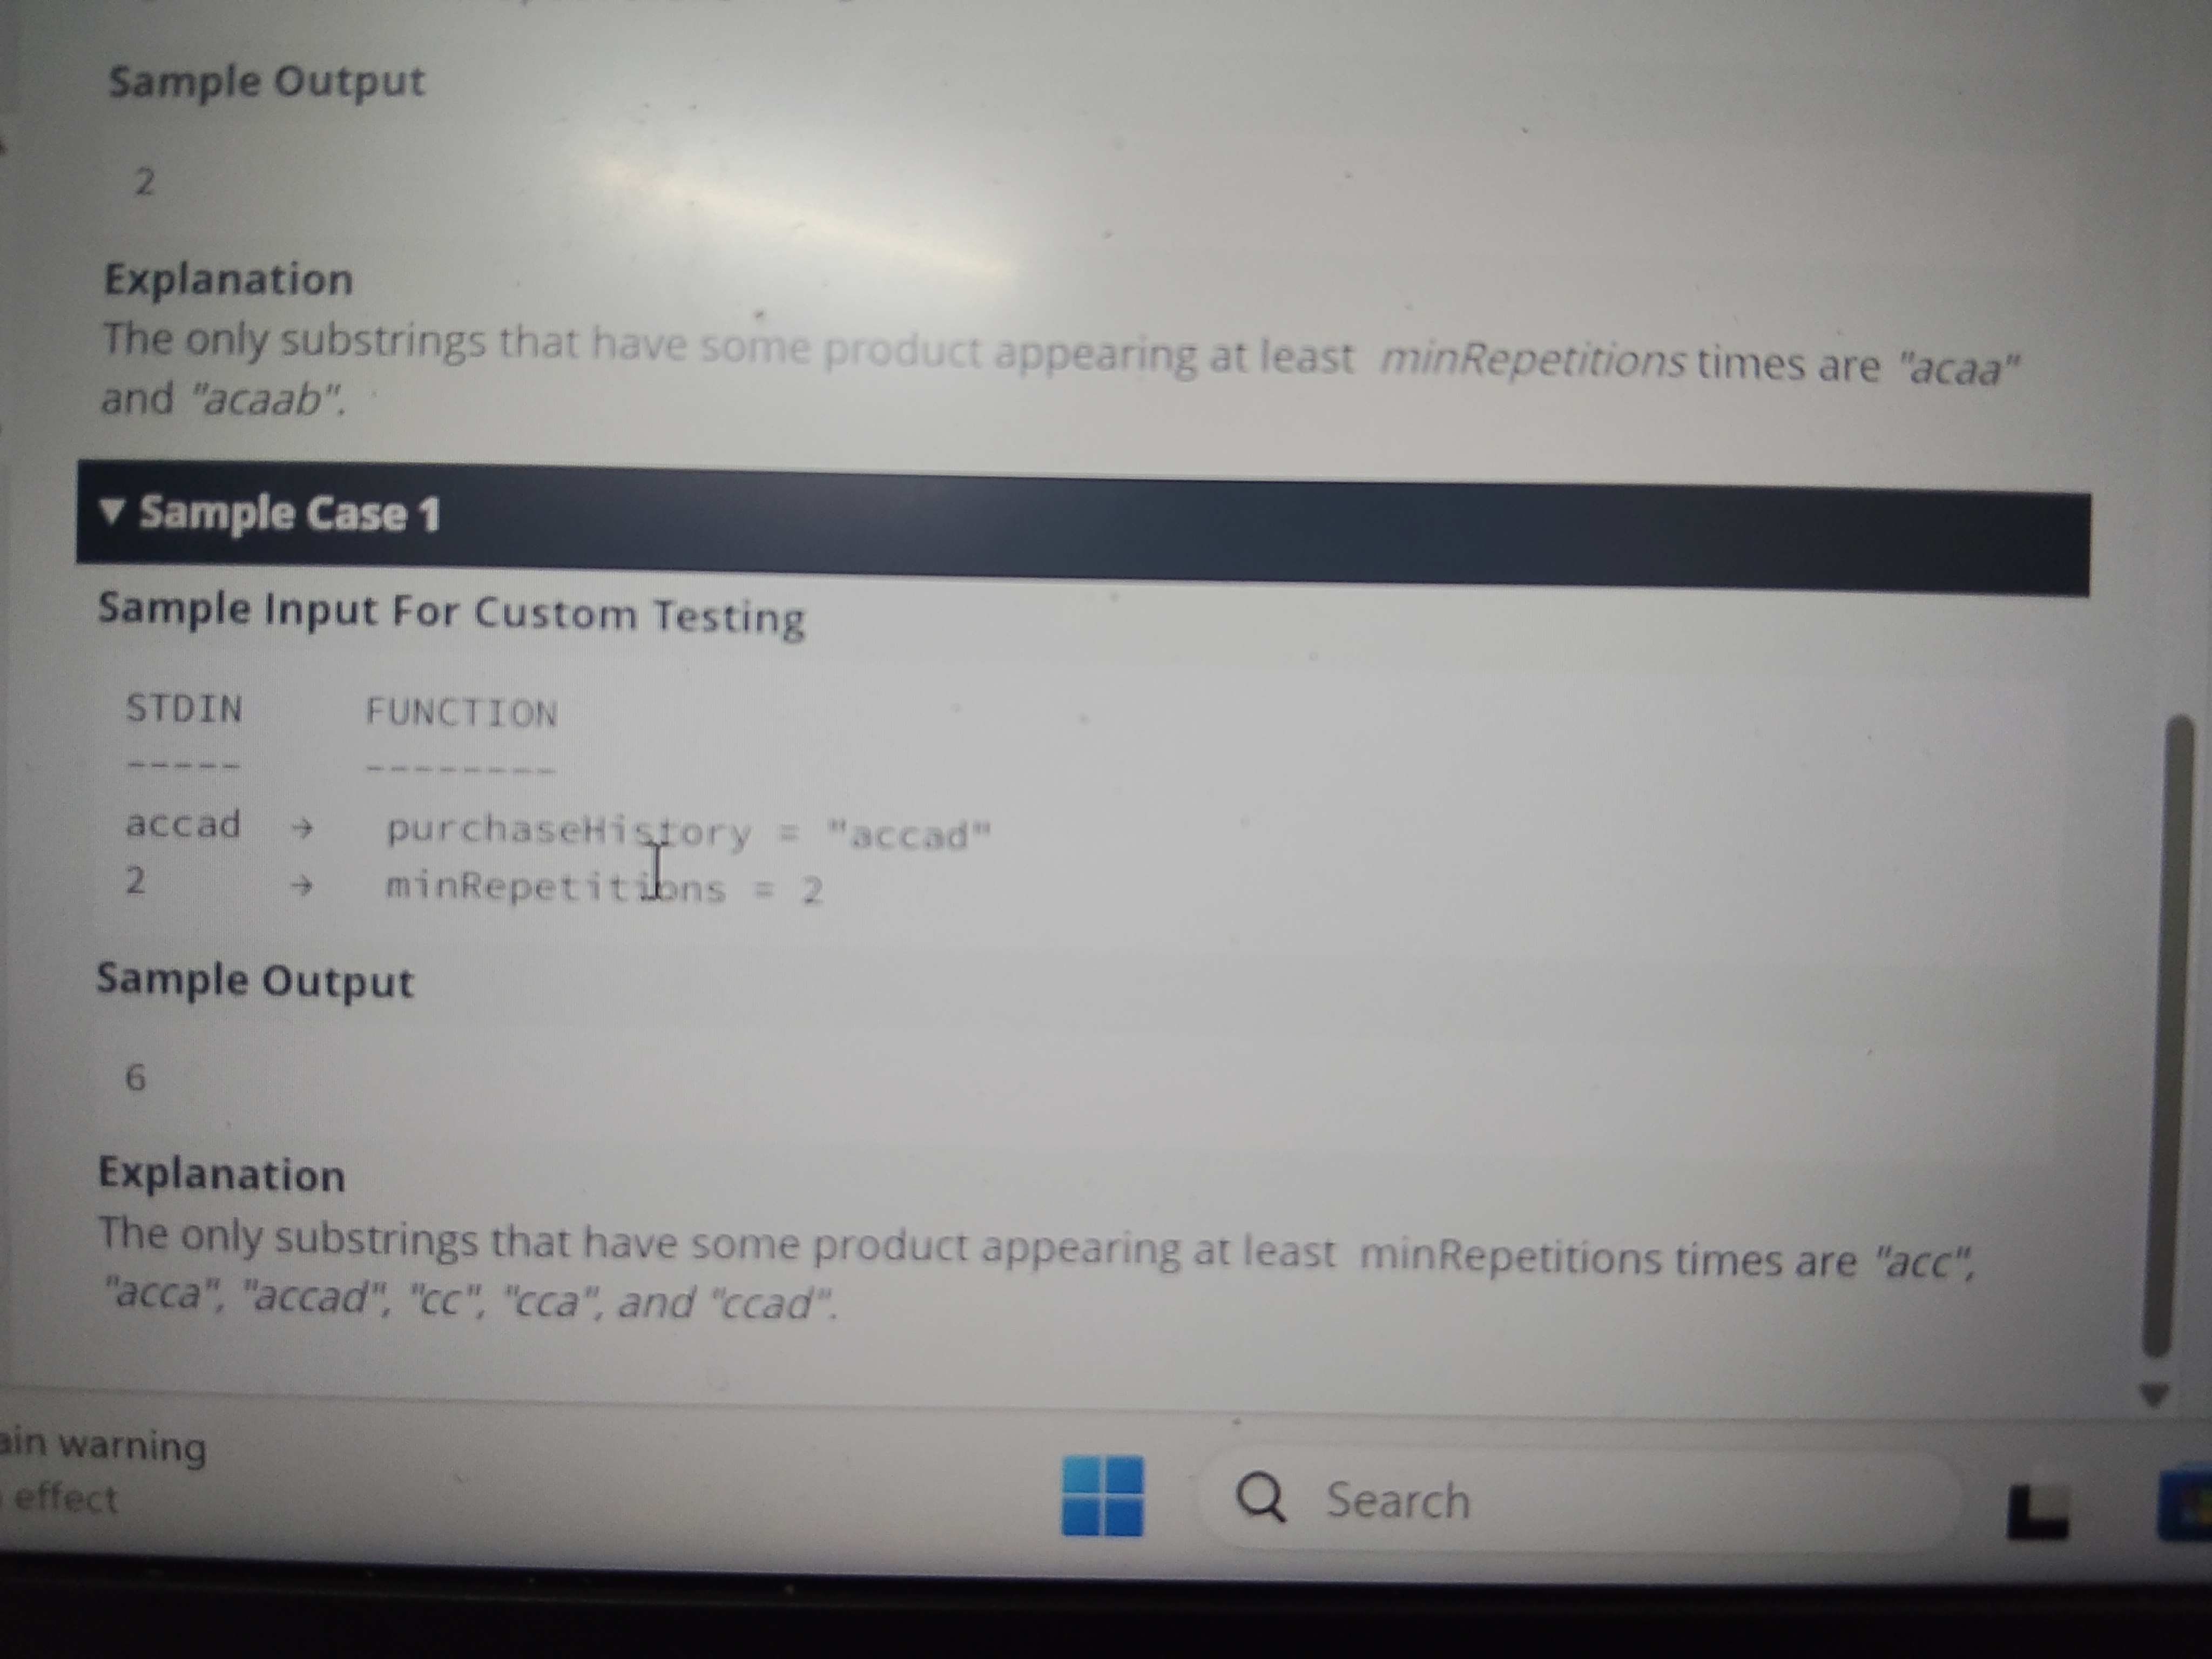 Sample Output
2
Explanation
The only substrings that have some product appearing at least minRepetitions times are "acaa"
and "acaab".
▼ Sample Case 1
Sample Input For Custom Testing
STDIN FUNCTION
----- --------
accad → purchaseHistory = "accad"
2 → minRepetitions = 2
Sample Output
6
Explanation
The only substrings that have some product appearing at least minRepetitions times are "acc",
"acca", "accad", "cc", "cca", and "ccad".
ain warning
effect
Search